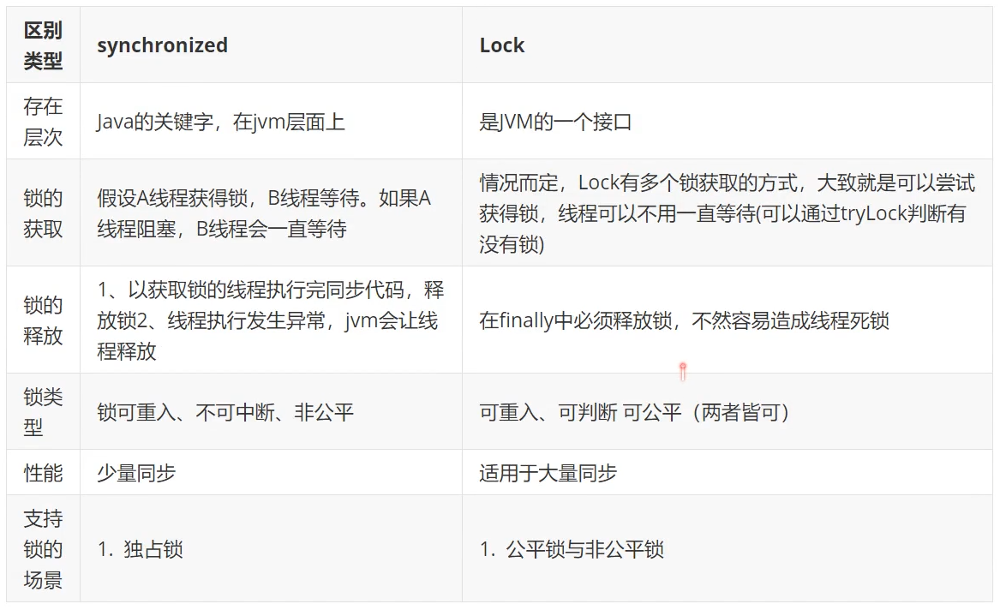 区别
类型
synchronized
Lock
存在
层次
Java的关键字，在jvm层面上
是JVM的一个接口
锁的
获取
假设A线程获得锁，B线程等待。如果A
线程阻塞，B线程会一直等待
情况而定，Lock有多个锁获取的方式，大致就是可以尝试
获得锁，线程可以不用一直等待(可以通过tryLock判断有
没有锁)
锁的
释放
1、以获取锁的线程执行完同步代码，释
放锁2、线程执行发生异常，jvm会让线
程释放
在finally中必须释放锁，不然容易造成线程死锁
锁类
型
锁可重入、不可中断、非公平
可重入、可判断 可公平（两者皆可）
性能
少量同步
适用于大量同步
支持
锁的
场景
1. 独占锁
1. 公平锁与非公平锁